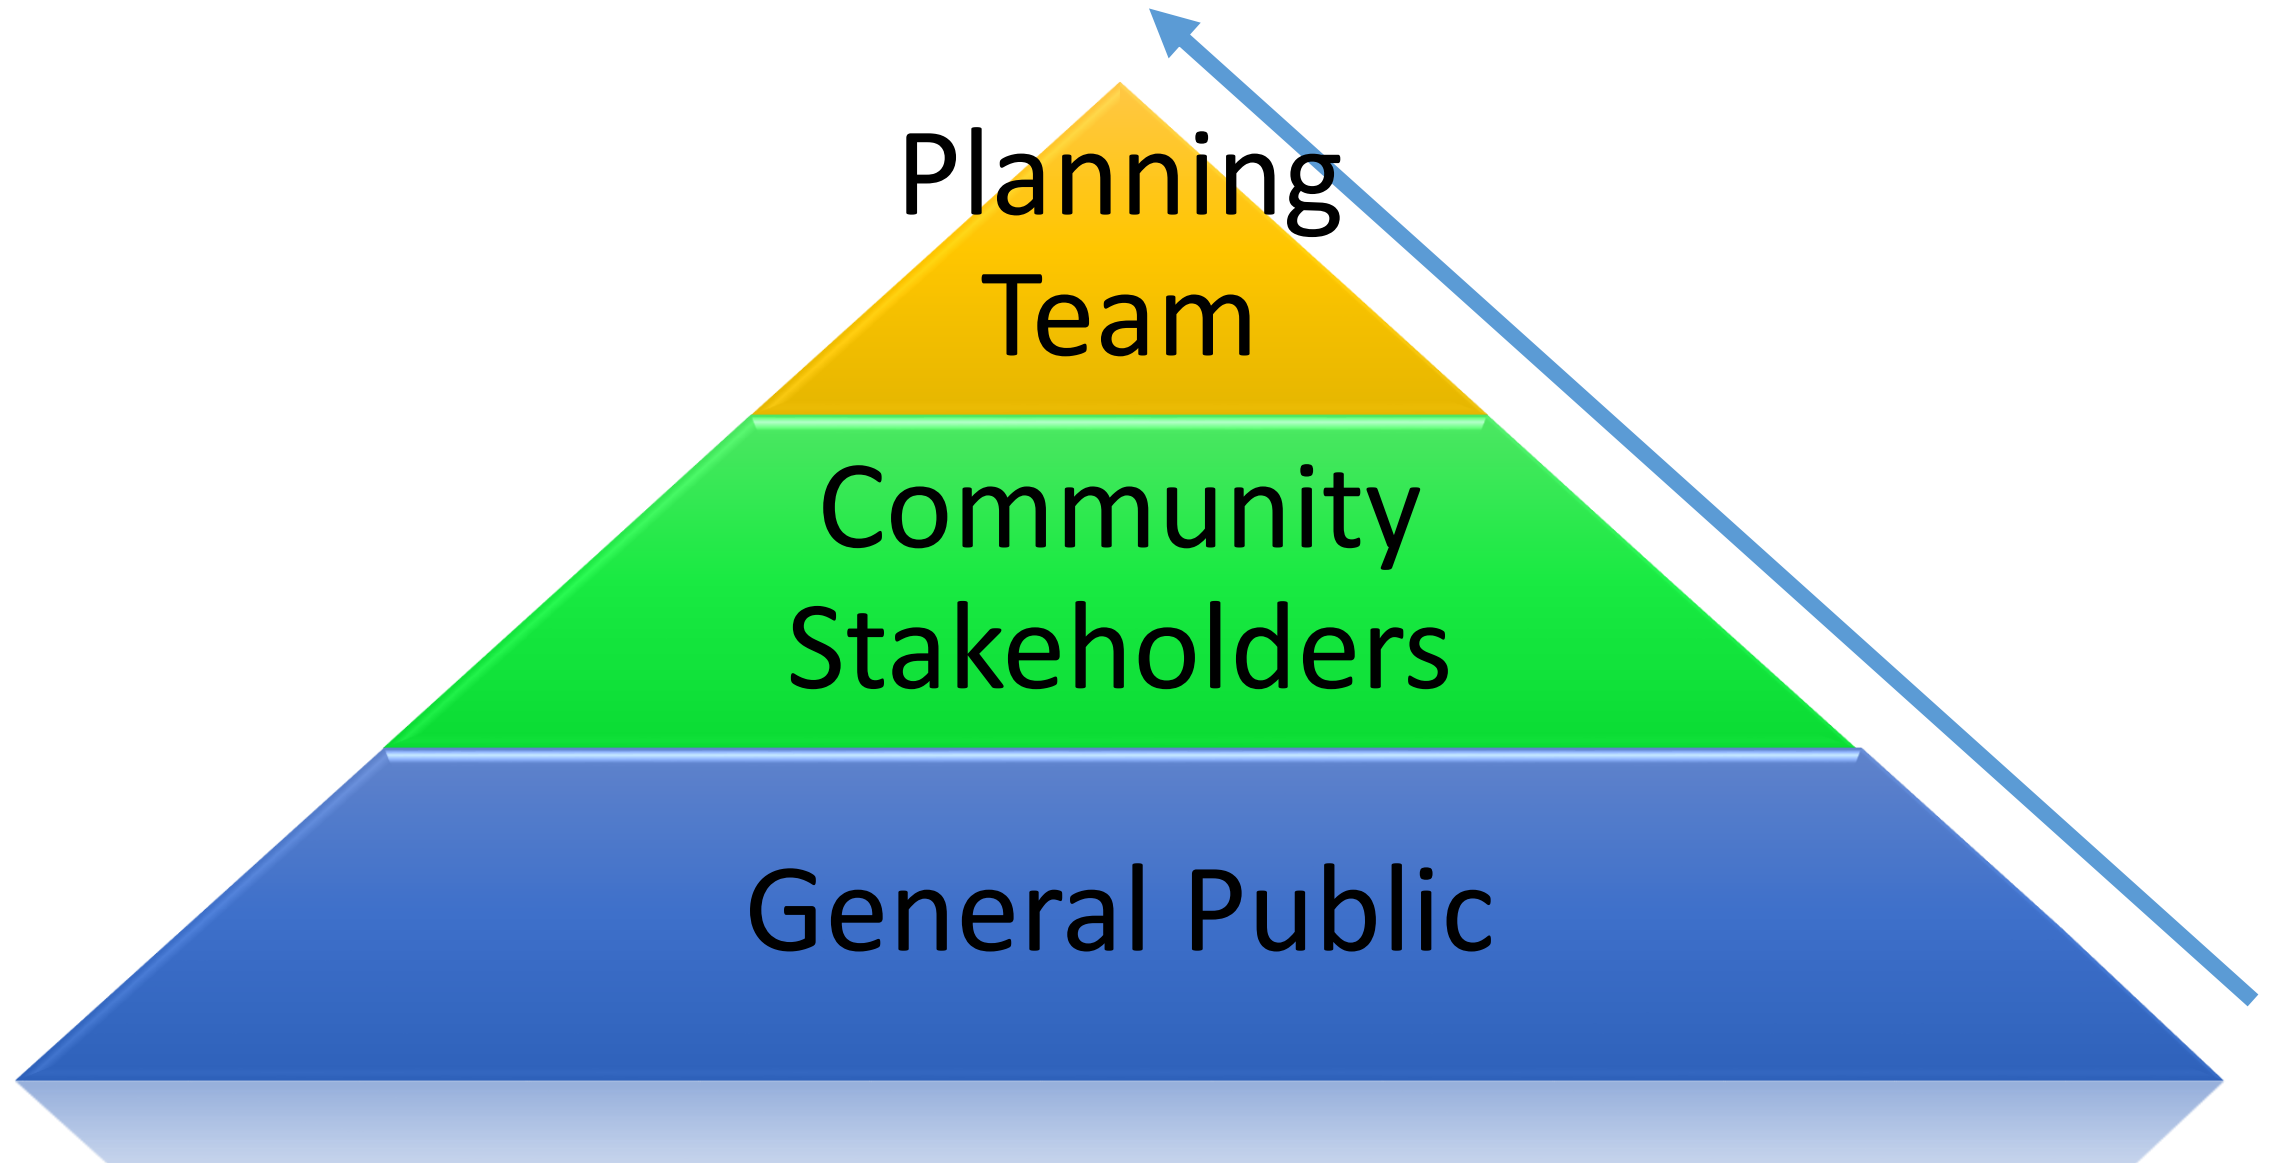 Planning
Team
Community
Stakeholders
General Public